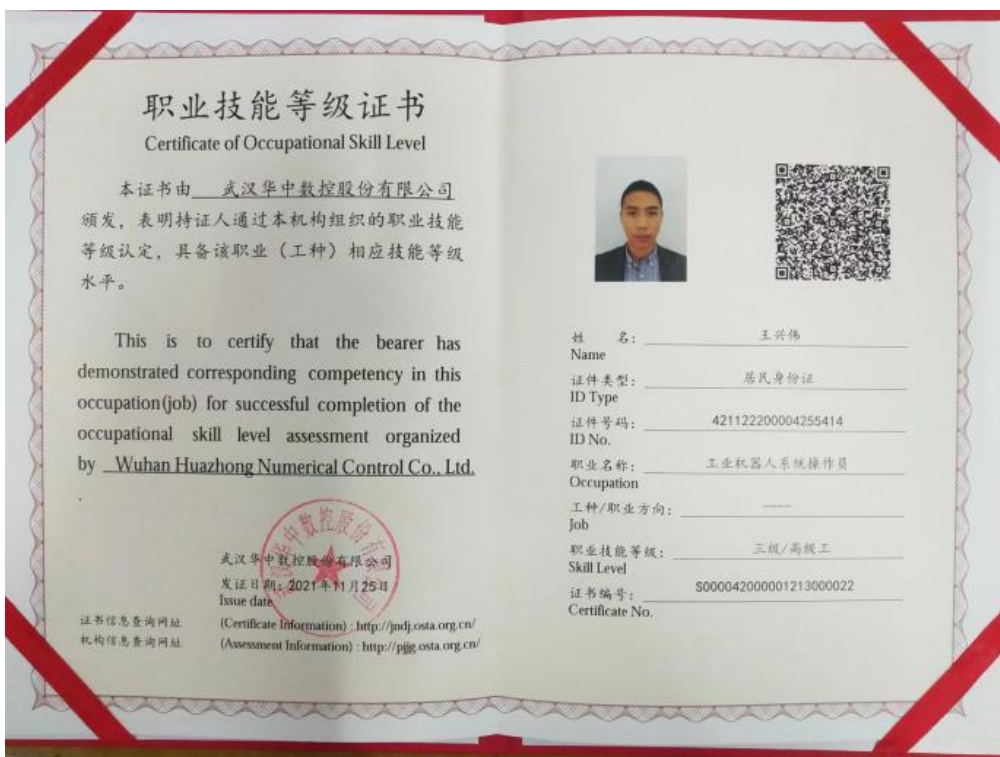 职业技能等级证书
Certificate of Occupational Skill Level
本证书由 武汉华中数控股份有限公司
颁发，表明持证人通过本机构组织的职业技能
等级认定，具备该职业（工种）相应技能等级
水平。
This is to certify that the bearer has
demonstrated corresponding competency in this
occupation(job) for successful completion of the
occupational skill level assessment organized
by Wuhan Huazhong Numerical Control Co., Ltd.
.
武汉华中数控股份有限公司
发证日期：2021年11月25日
Issue date
证书信息查询网址 (Certificate Information) : http://jndj.osta.org.cn/
机构信息查询网址 (Assessment Information) : http://pjjg.osta.org.cn/
姓 名： 王兴伟
Name
证件类型： 居民身份证
ID Type
证件号码： 421122200004255414
ID No.
职业名称： 工业机器人系统操作员
Occupation
工种/职业方向： ----
Job
职业技能等级： 三级/高级工
Skill Level
证书编号： S000042000001213000022
Certificate No.